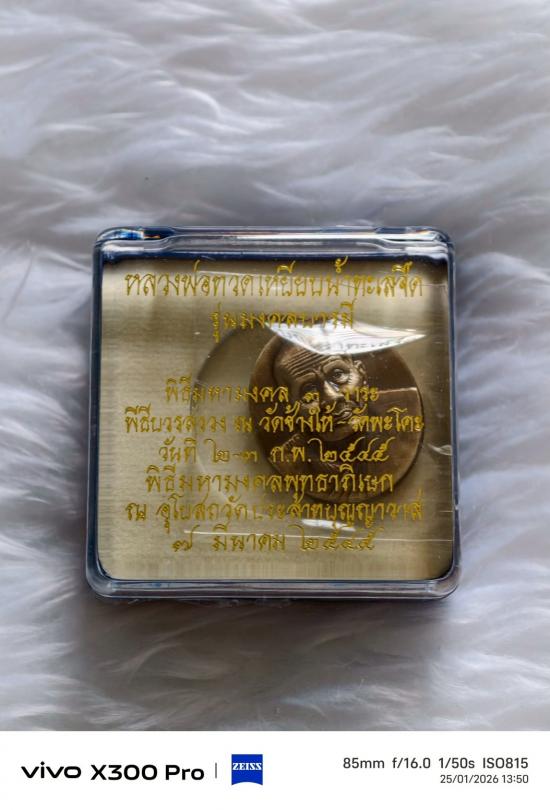 หลวงพ่อทวดเหยียบน้ำทะเลจืด
รุ่นมงคลบารมี
พิธีมหามงคล ๓ วาระ
พิธีบวรสรวง ณ วัดช้างให้-วัดพะโคะ
วันที่ ๒-๓ ก.พ. ๒๕๔๕
พิธีมหามงคลพุทธาภิเษก
ณ อุโบสถวัดประสาทบุญญาวาส
๗ มีนาคม ๒๕๔๕
vivo X300 Pro | ZEISS
85mm f/16.0 1/50s ISO815
25/01/2026 13:50